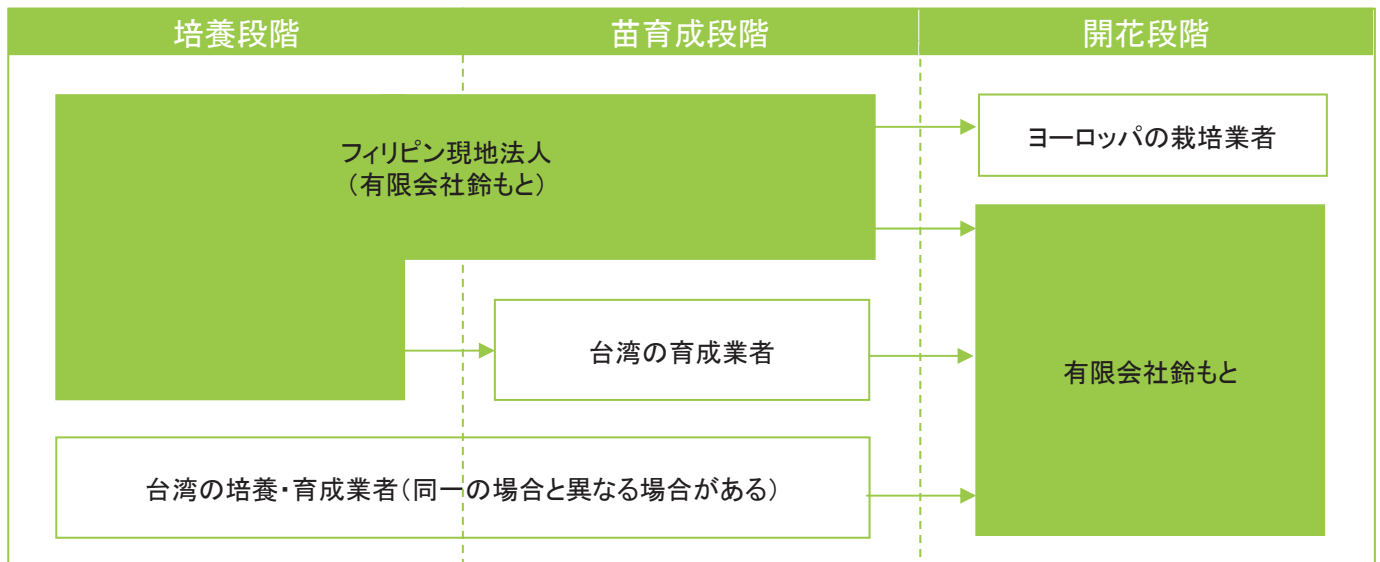 培養段階
苗育成段階
開花段階
フィリピン現地法人
（有限会社鈴もと）
ヨーロッパの栽培業者
台湾の育成業者
有限会社鈴もと
台湾の培養・育成業者（同一の場合と異なる場合がある）